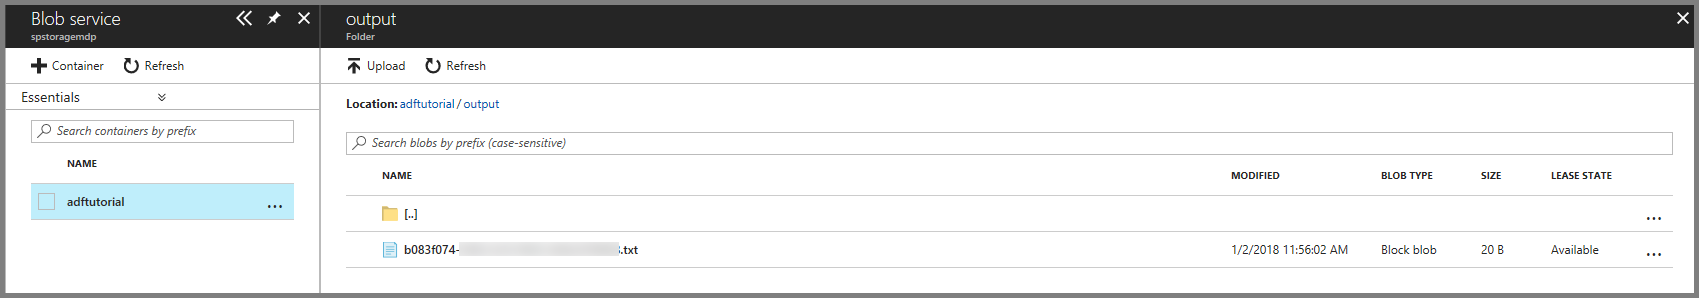 Blob service
spstoragemdp
Container Refresh
Essentials
Search containers by prefix
NAME
adftutorial ...
output
Folder
Upload Refresh
Location: adftutorial / output
Search blobs by prefix (case-sensitive)
NAME MODIFIED BLOB TYPE SIZE LEASE STATE
[..] ...
b083f074- .txt 1/2/2018 11:56:02 AM Block blob 20 B Available ...